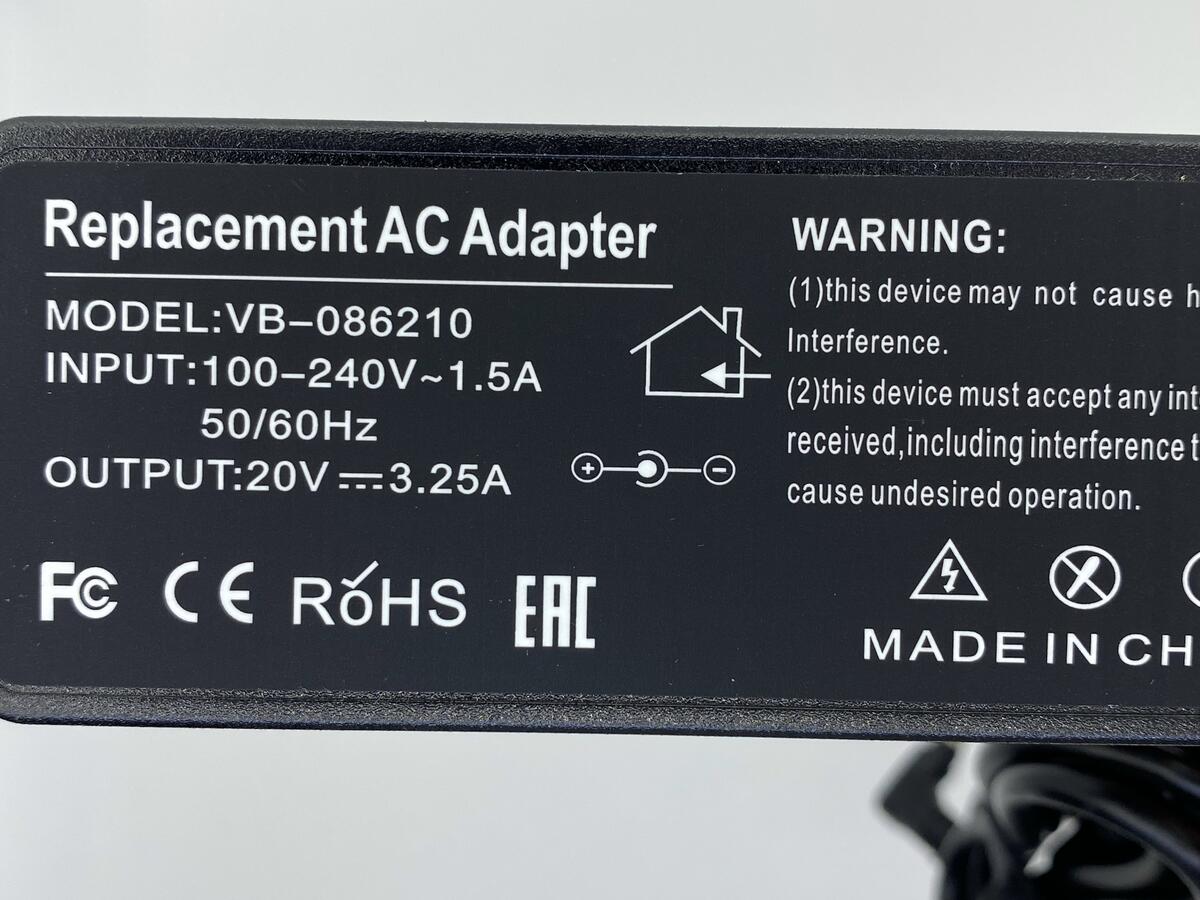 Replacement AC Adapter
MODEL:VB-086210
INPUT:100-240V~1.5A
50/60Hz
OUTPUT:20V⎓3.25A
FC CE RoHS EAC
WARNING:
(1)this device may not cause
Interference.
(2)this device must accept any
received,including interference
cause undesired operation.
MADE IN